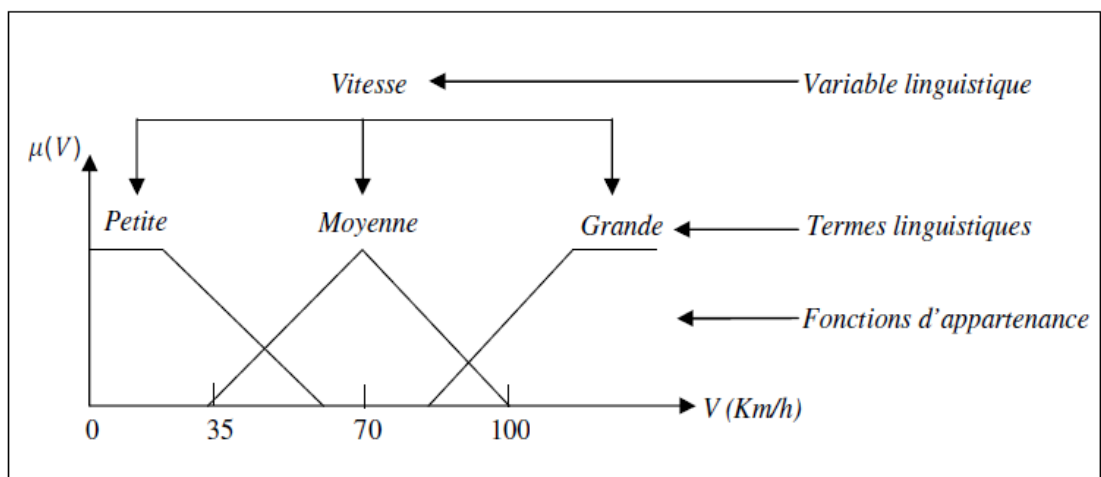 Vitesse Variable linguistique
μ(V)
Petite Moyenne Grande Termes linguistiques
Fonctions d'appartenance
V (Km/h)
0 35 70 100